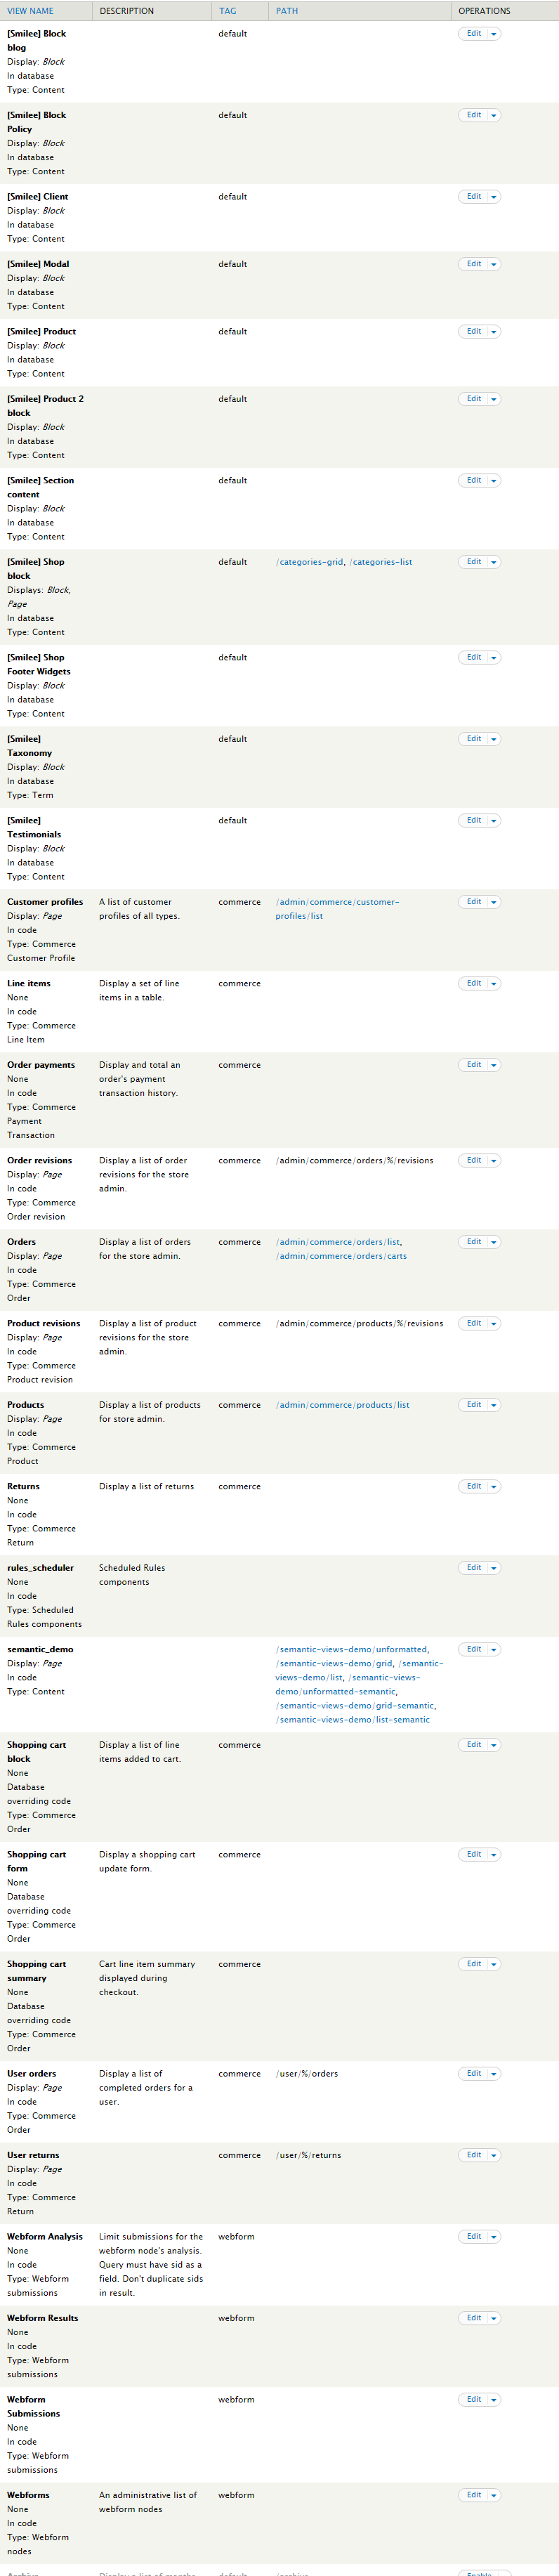 VIEW NAME DESCRIPTION TAG PATH OPERATIONS
[Smilee] Block default Edit
blog
Display: Block
In database
Type: Content
[Smilee] Block default Edit
Policy
Display: Block
In database
Type: Content
[Smilee] Client default Edit
Display: Block
In database
Type: Content
[Smilee] Modal default Edit
Display: Block
In database
Type: Content
[Smilee] Product default Edit
Display: Block
In database
Type: Content
[Smilee] Product 2 default Edit
block
Display: Block
In database
Type: Content
[Smilee] Section default Edit
content
Display: Block
In database
Type: Content
[Smilee] Shop default /categories-grid, /categories-list Edit
block
Displays: Block,
Page
In database
Type: Content
[Smilee] Shop default Edit
Footer Widgets
Display: Block
In database
Type: Content
[Smilee] default Edit
Taxonomy
Display: Block
In database
Type: Term
[Smilee] default Edit
Testimonials
Display: Block
In database
Type: Content
Customer profiles A list of customer commerce /admin/commerce/customer- Edit
Display: Page profiles of all types. profiles/list
In code
Type: Commerce
Customer Profile
Line items Display a set of line commerce Edit
None items in a table.
In code
Type: Commerce
Line Item
Order payments Display and total an commerce Edit
None order's payment
In code transaction history.
Type: Commerce
Payment
Transaction
Order revisions Display a list of order commerce /admin/commerce/orders/%/revisions Edit
Display: Page revisions for the store
In code admin.
Type: Commerce
Order revision
Orders Display a list of orders commerce /admin/commerce/orders/list, Edit
Display: Page for the store admin. /admin/commerce/orders/carts
In code
Type: Commerce
Order
Product revisions Display a list of product commerce /admin/commerce/products/%/revisions Edit
Display: Page revisions for the store
In code admin.
Type: Commerce
Product revision
Products Display a list of products commerce /admin/commerce/products/list Edit
Display: Page for store admin.
In code
Type: Commerce
Product
Returns Display a list of returns commerce Edit
None
In code
Type: Commerce
Return
rules_scheduler Scheduled Rules Edit
None components
In code
Type: Scheduled
Rules components
semantic_demo /semantic-views-demo/unformatted, Edit
Display: Page /semantic-views-demo/grid, /semantic-
In code views-demo/list, /semantic-views-
Type: Content demo/unformatted-semantic,
/semantic-views-demo/grid-semantic,
/semantic-views-demo/list-semantic
Shopping cart Display a list of line commerce Edit
block items added to cart.
None
Database
overriding code
Type: Commerce
Order
Shopping cart Display a shopping cart commerce Edit
form update form.
None
Database
overriding code
Type: Commerce
Order
Shopping cart Cart line item summary commerce Edit
summary displayed during
None checkout.
Database
overriding code
Type: Commerce
Order
User orders Display a list of commerce /user/%/orders Edit
Display: Page completed orders for a
In code user.
Type: Commerce
Order
User returns commerce /user/%/returns Edit
Display: Page
In code
Type: Commerce
Return
Webform Analysis Limit submissions for the webform Edit
None webform node's analysis.
In code Query must have sid as a
Type: Webform field. Don't duplicate sids
submissions in result.
Webform Results webform Edit
None
In code
Type: Webform
submissions
Webform webform Edit
Submissions
None
In code
Type: Webform
submissions
Webforms An administrative list of webform Edit
None webform nodes
In code
Type: Webform
nodes